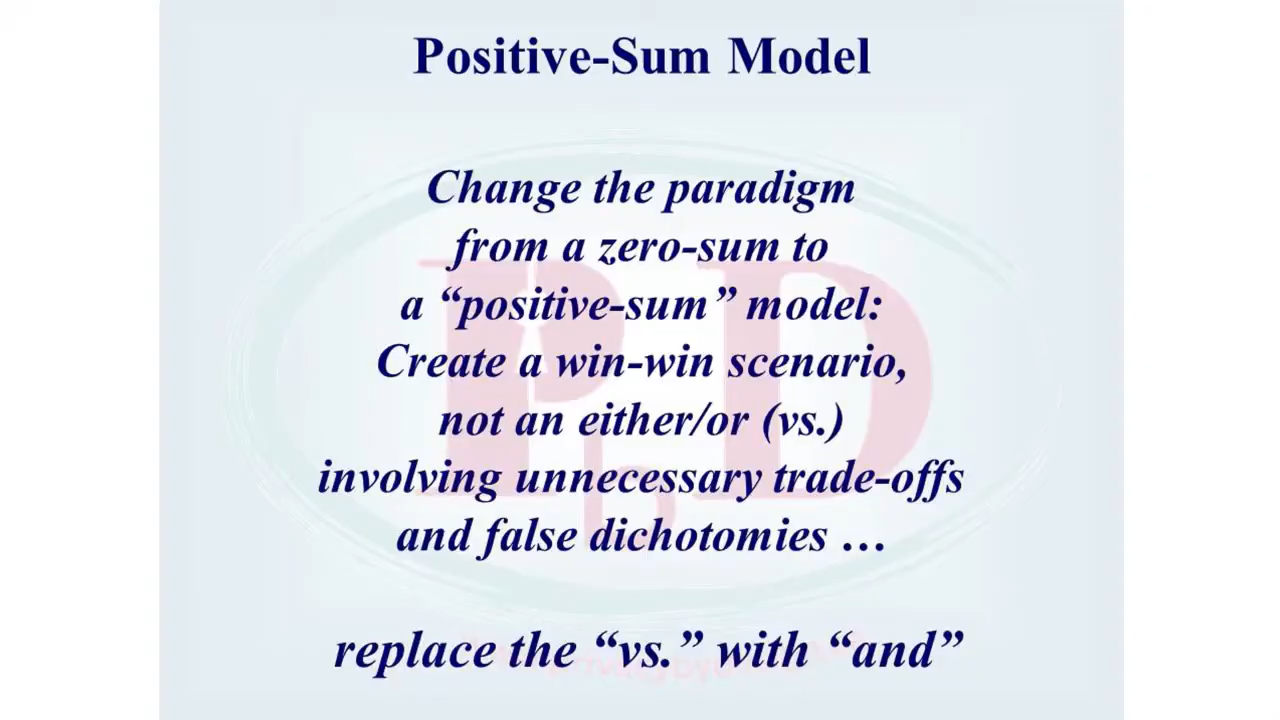 Positive-Sum Model
Change the paradigm
from a zero-sum to
a “positive-sum” model:
Create a win-win scenario,
not an either/or (vs.)
involving unnecessary trade-offs
and false dichotomies …
replace the “vs.” with “and”
PbD